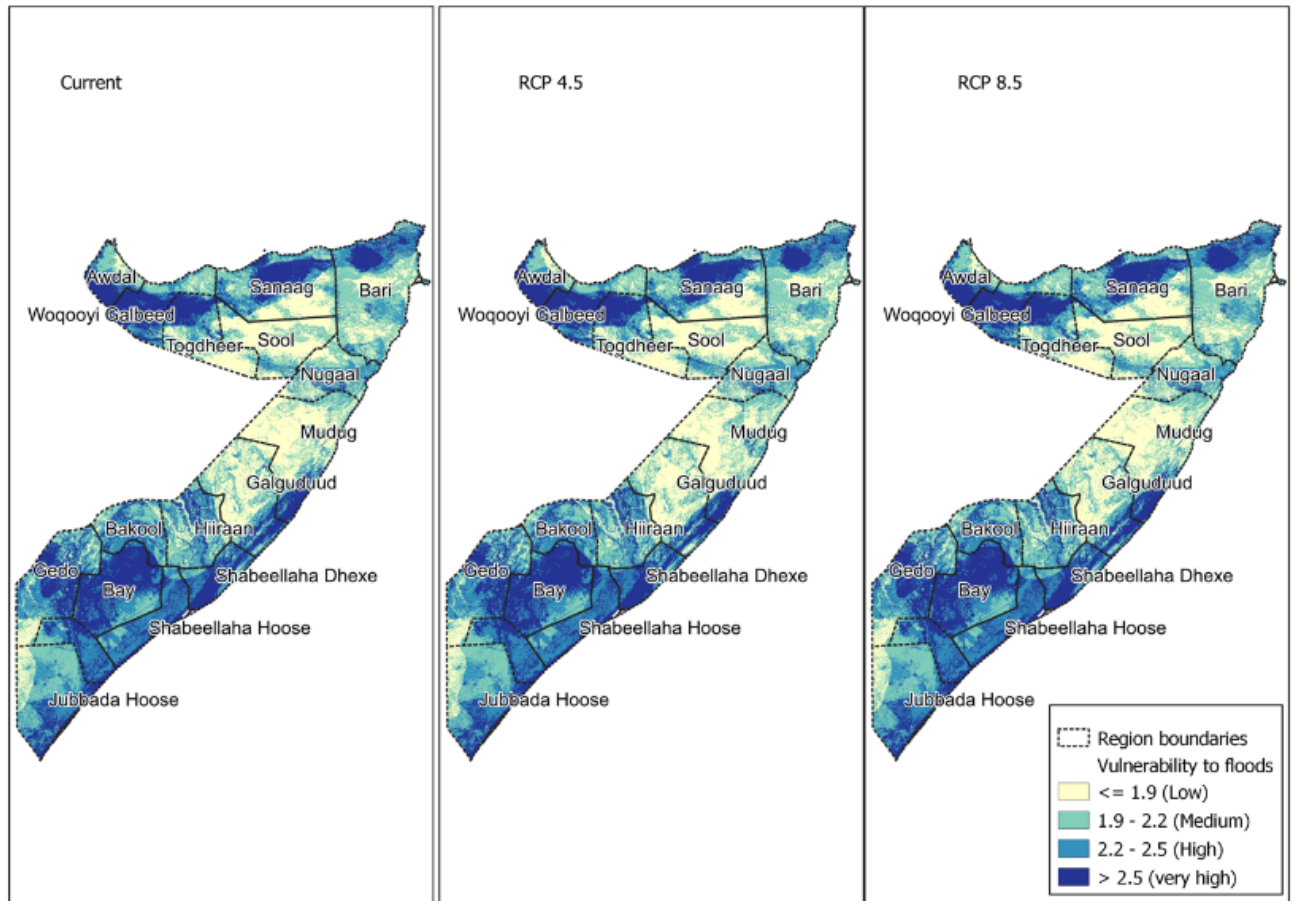 Current
Awdal
Woqooyi Galbeed
Sanaag
Bari
Togdheer
Sool
Nugaal
Mudug
Galguduud
Bakool
Hiiraan
Gedo
Bay
Shabeellaha Dhexe
Shabeellaha Hoose
Jubbada Hoose
RCP 4.5
Awdal
Woqooyi Galbeed
Sanaag
Bari
Togdheer
Sool
Nugaal
Mudug
Galguduud
Bakool
Hiiraan
Gedo
Bay
Shabeellaha Dhexe
Shabeellaha Hoose
Jubbada Hoose
RCP 8.5
Awdal
Woqooyi Galbeed
Sanaag
Bari
Togdheer
Sool
Nugaal
Mudug
Galguduud
Bakool
Hiiraan
Gedo
Bay
Shabeellaha Dhexe
Shabeellaha Hoose
Jubbada Hoose
Region boundaries
Vulnerability to floods
<= 1.9 (Low)
1.9 - 2.2 (Medium)
2.2 - 2.5 (High)
> 2.5 (very high)